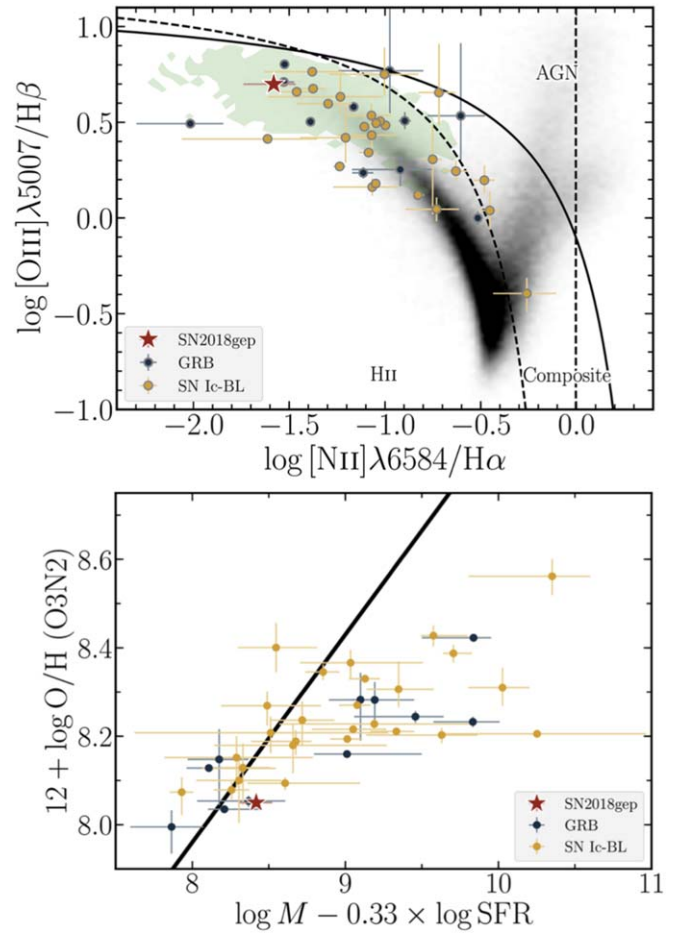 1.0
0.5
0.0
−0.5
−1.0
log [OIII]λ5007/Hβ
AGN
SN2018gep
GRB
SN Ic-BL
HII
Composite
−2.0 −1.5 −1.0 −0.5 0.0
log [NII]λ6584/Hα
8.6
8.4
8.2
8.0
12 + log O/H (O3N2)
SN2018gep
GRB
SN Ic-BL
8 9 10 11
log M − 0.33 × log SFR